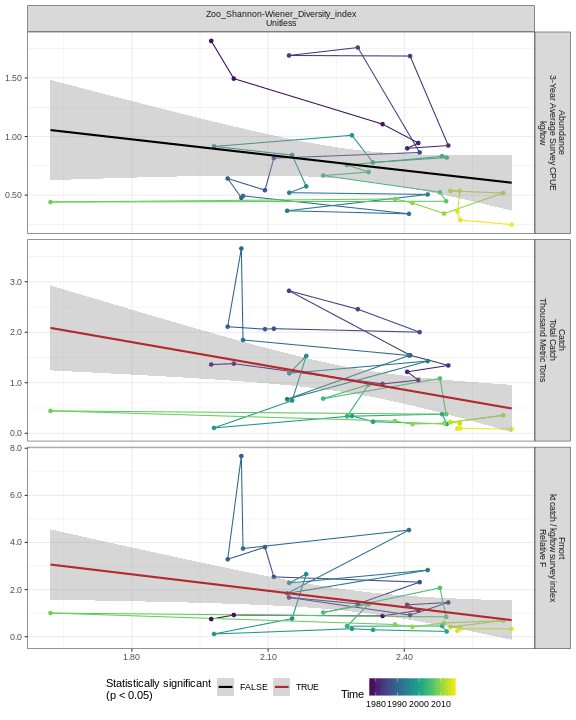 Zoo_Shannon-Wiener_Diversity_index
Unitless
1.50
1.00
0.50
Abundance
3-Year Average Survey CPUE
kg/tow
3.0
2.0
1.0
0.0
Catch
Total Catch
Thousand Metric Tons
8.0
6.0
4.0
2.0
0.0
Fmort
kt catch / kg/tow survey index
Relative F
1.80
2.10
2.40
Statistically significant
(p < 0.05)
FALSE
TRUE
Time
1980 1990 2000 2010